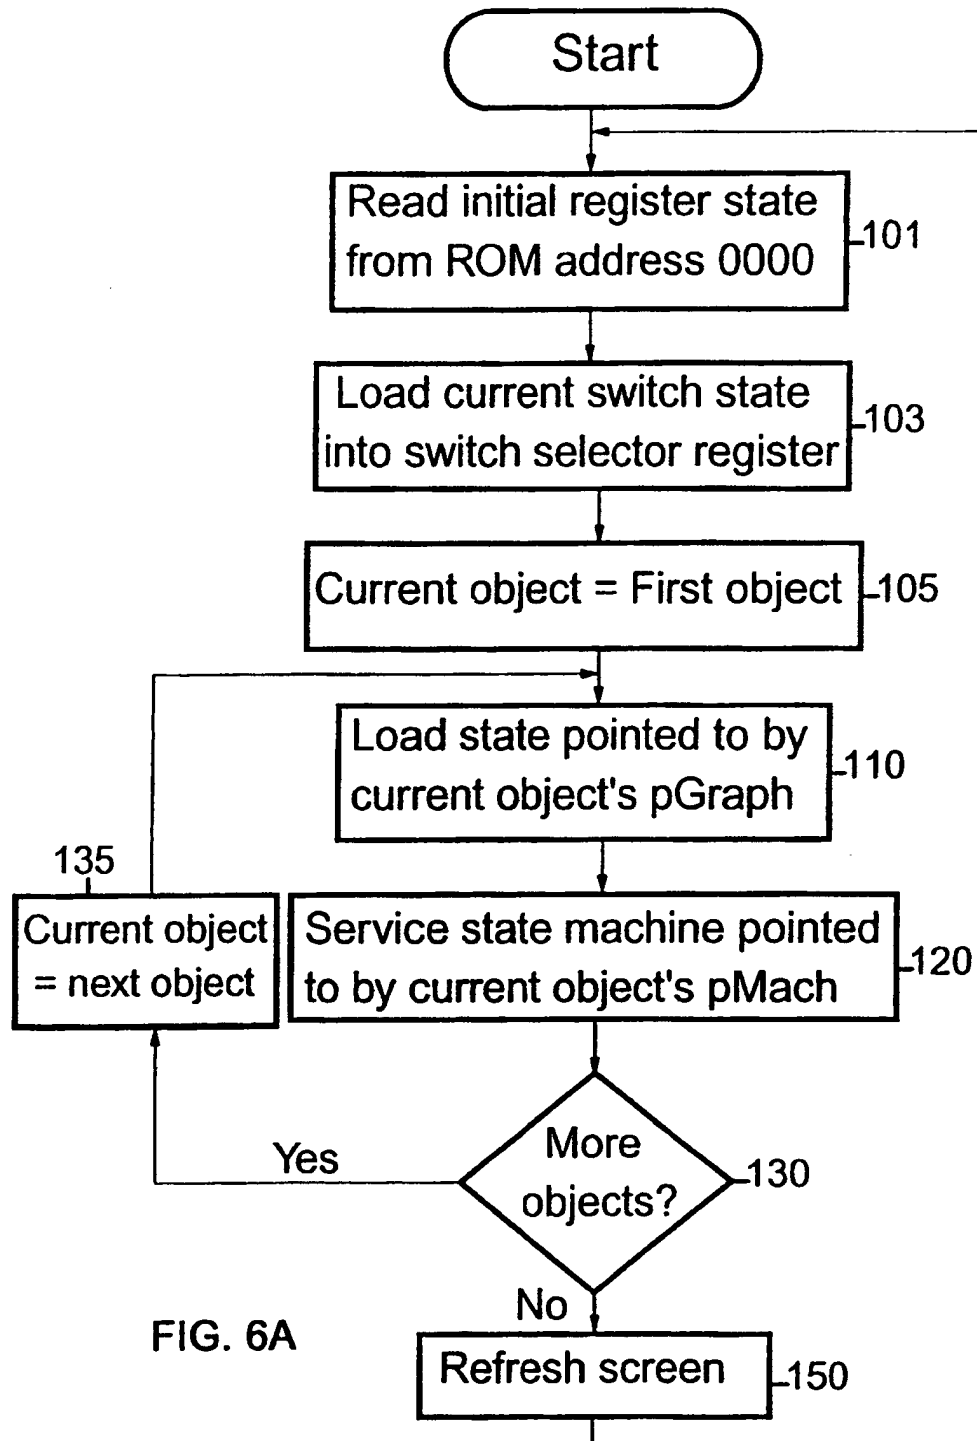 Start
Read initial register state
from ROM address 0000
101
Load current switch state
into switch selector register
103
Current object = First object
105
Load state pointed to by
current object's pGraph
110
135
Current object
= next object
Service state machine pointed
to by current object's pMach
120
More
objects?
130
Yes
No
FIG. 6A
Refresh screen
150